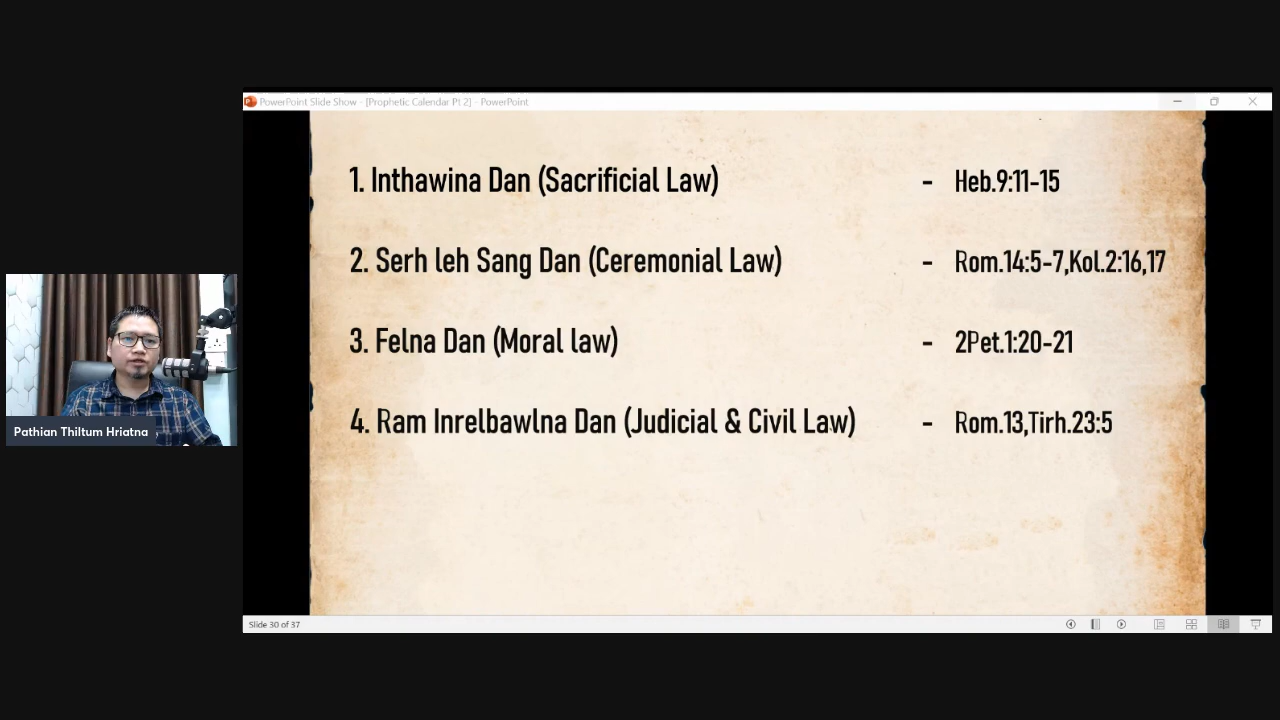 PowerPoint Slide Show - [Prophetic Calendar Pt 2] - PowerPoint
1. Inthawina Dan (Sacrificial Law) - Heb.9:11-15
2. Serh leh Sang Dan (Ceremonial Law) - Rom.14:5-7,Kol.2:16,17
3. Felna Dan (Moral law) - 2Pet.1:20-21
4. Ram Inrelbawlna Dan (Judicial & Civil Law) - Rom.13,Tirh.23:5
Pathian Thiltum Hriatna
Slide 30 of 37